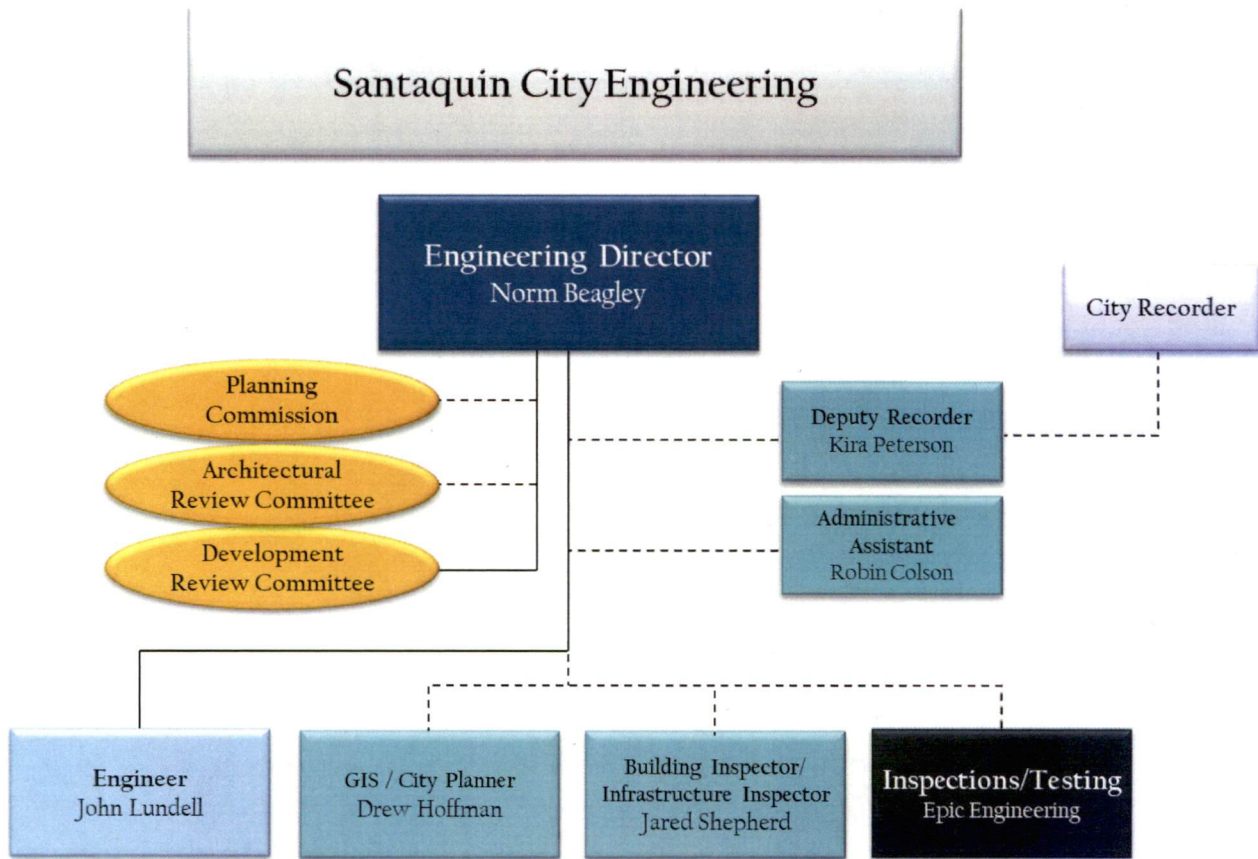 Santaquin City Engineering
Engineering Director
Norm Beagley
City Recorder
Planning
Commission
Architectural
Review Committee
Development
Review Committee
Deputy Recorder
Kira Peterson
Administrative
Assistant
Robin Colson
Engineer
John Lundell
GIS / City Planner
Drew Hoffman
Building Inspector/
Infrastructure Inspector
Jared Shepherd
Inspections/Testing
Epic Engineering